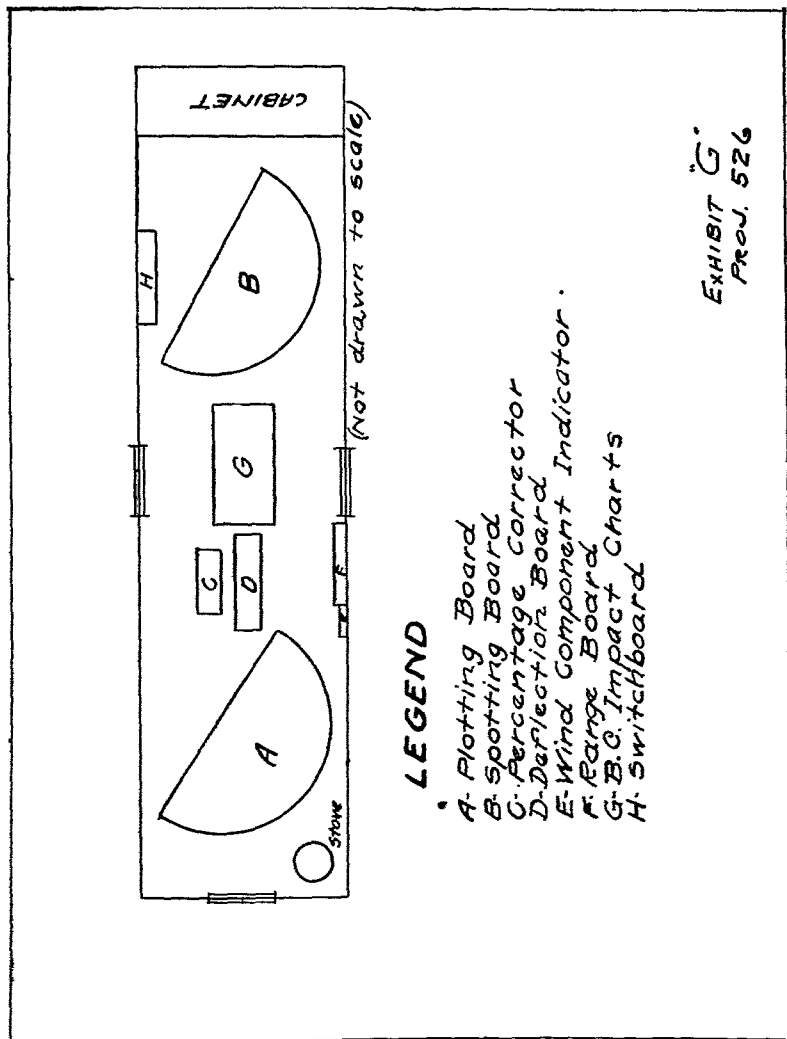 A
stove
C
D
F
G
B
H
CABINET
(Not drawn to scale)
LEGEND
A- Plotting Board
B- Spotting Board
C- Percentage Corrector
D- Deflection Board
E- Wind Component Indicator.
F. Range Board
G- B.C. Impact Charts
H. Switchboard
EXHIBIT "G"
PROJ. 526